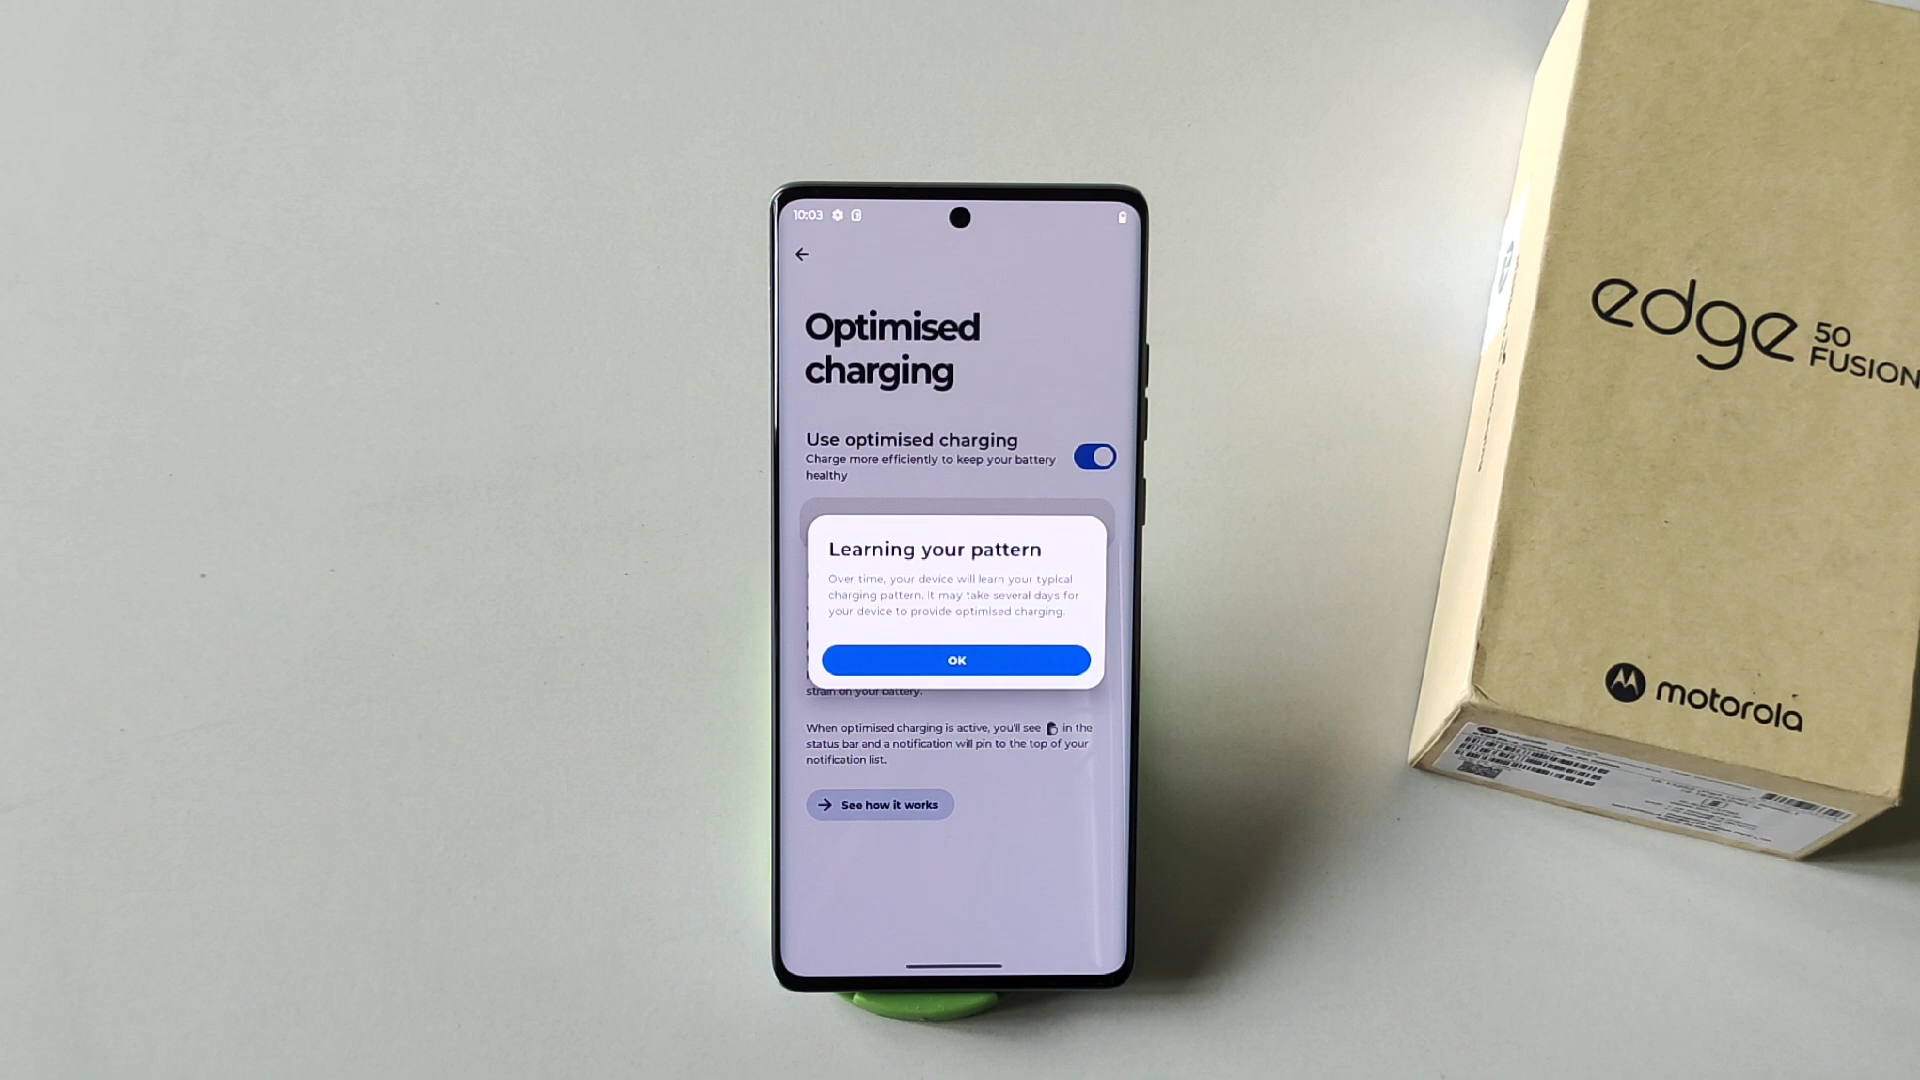 10:03
Optimised
charging
Use optimised charging
Charge more efficiently to keep your battery
healthy
Learning your pattern
Over time, your device will learn your typical
charging pattern. It may take several days for
your device to provide optimised charging.
OK
strain on your battery.
When optimised charging is active, you'll see in the
status bar and a notification will pin to the top of your
notification list.
See how it works
edge 50
FUSION
motorola